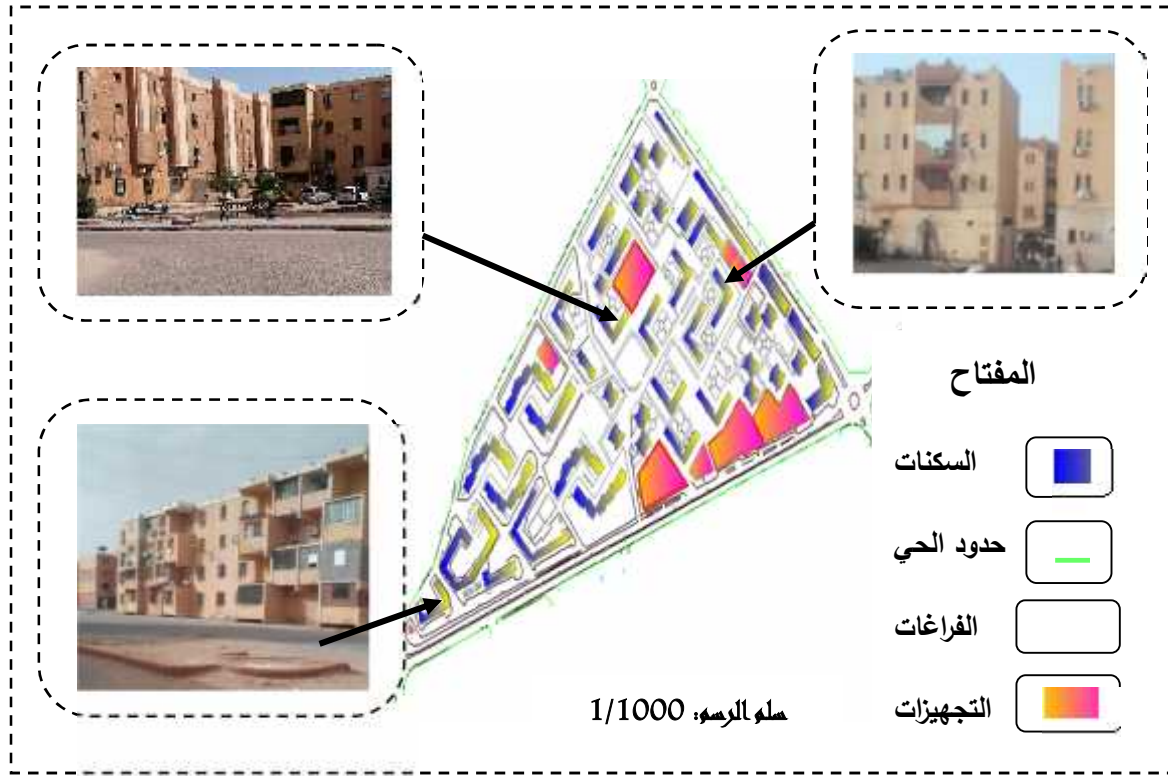 المفتاح
السكنات
حدود الحي
الفراغات
التجهيزات
سلم الرسم: 1/1000